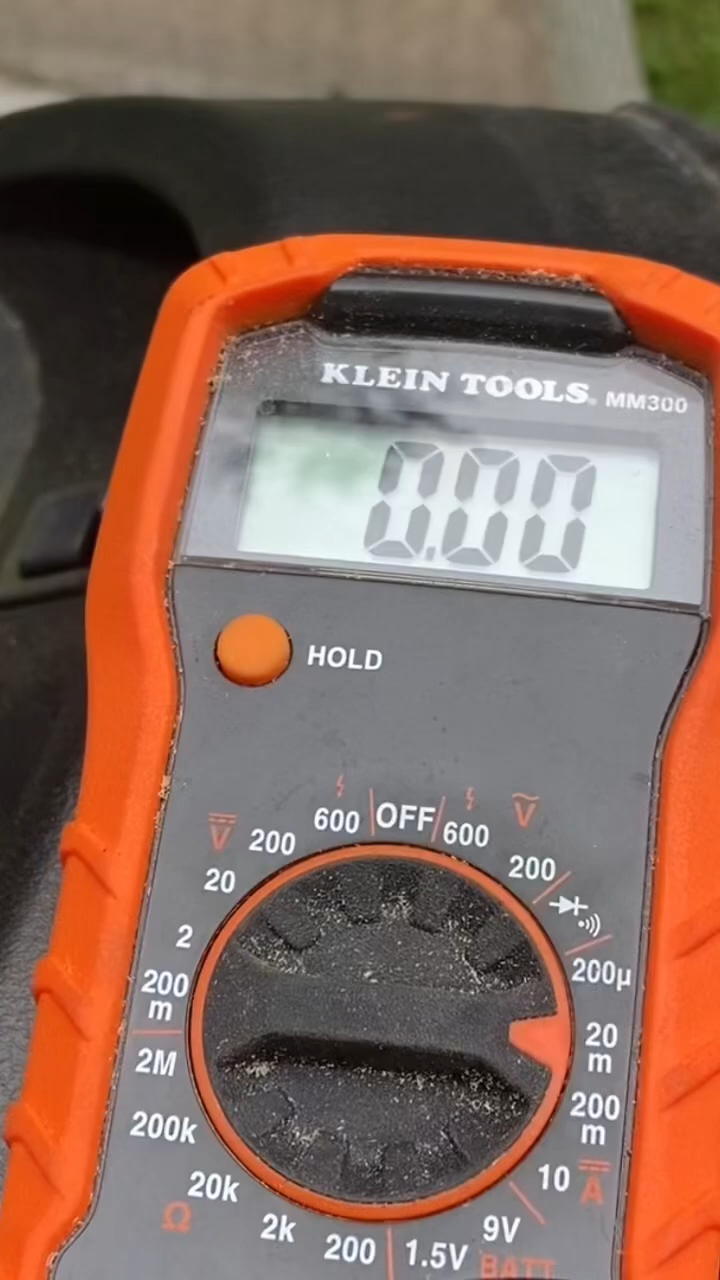 KLEIN TOOLS® MM300
0.00
HOLD
V 200 600 OFF 600 V
20 200
2 200µ
200 m 20 m
2M 200 m
200k 10 A
20k 9V
Ω 2k 200 1.5V BATT